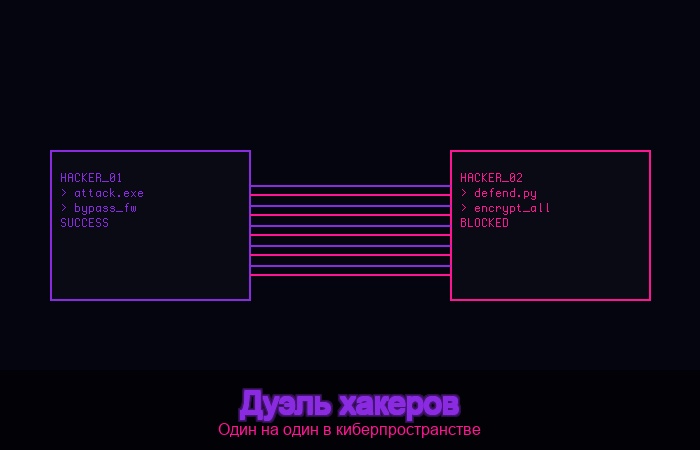 HACKER_01
> attack.exe
> bypass_fw
SUCCESS
HACKER_02
> defend.py
> encrypt_all
BLOCKED
Дуэль хакеров
Один на один в киберпространстве